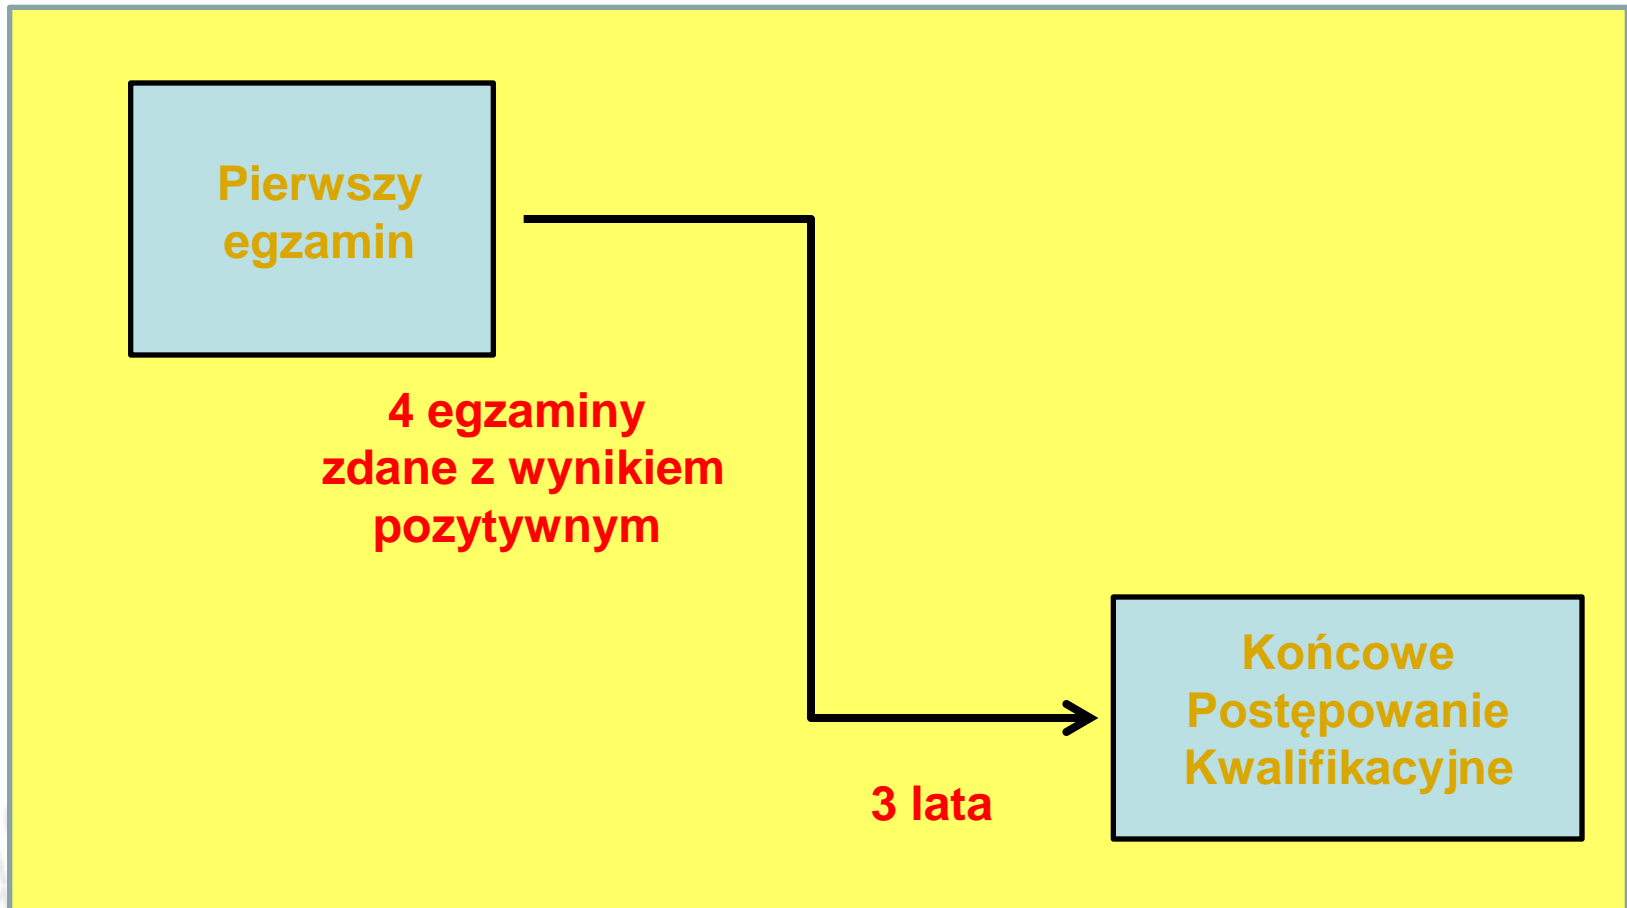 Pierwszy
egzamin
4 egzaminy
zdane z wynikiem
pozytywnym
3 lata
Końcowe
Postępowanie
Kwalifikacyjne